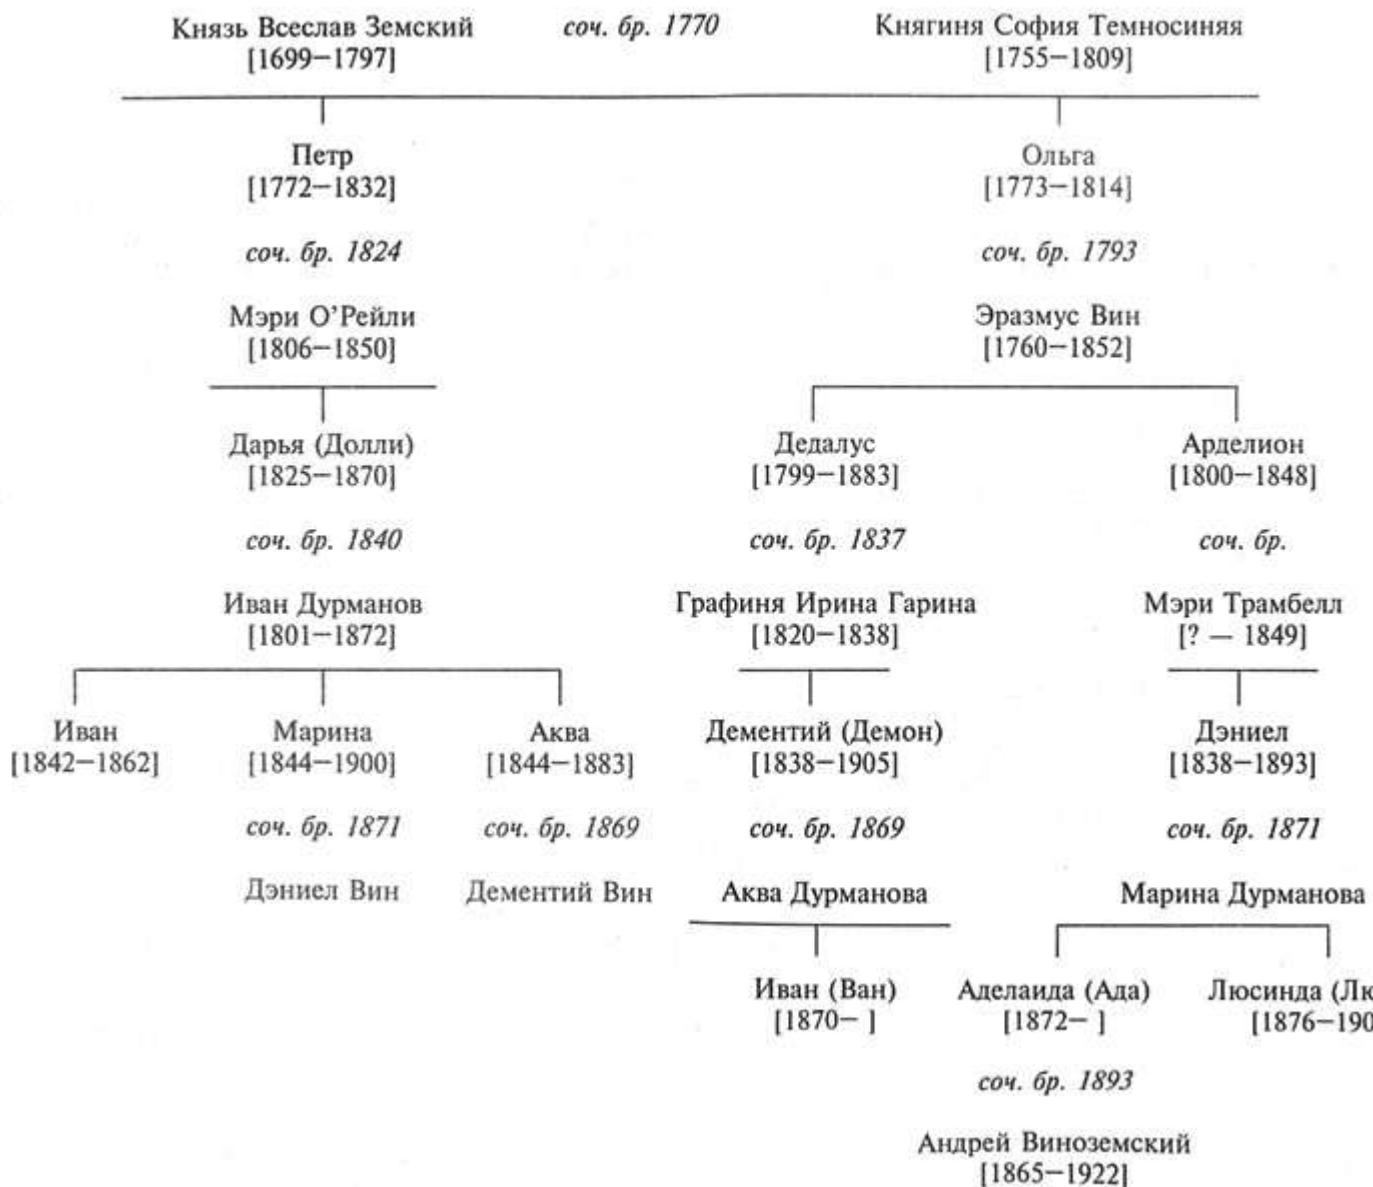 Князь Всеслав Земский соч. бр. 1770 Княгиня София Темносиняя
[1699—1797] [1755—1809]
Петр Ольга
[1772—1832] [1773—1814]
соч. бр. 1824 соч. бр. 1793
Мэри О’Рейли Эразмус Вин
[1806—1850] [1760—1852]
Дарья (Долли) Дедалус Арделион
[1825—1870] [1799—1883] [1800—1848]
соч. бр. 1840 соч. бр. 1837 соч. бр.
Иван Дурманов Графиня Ирина Гарина Мэри Трамбелл
[1801—1872] [1820—1838] [? — 1849]
Иван Марина Аква Дементий (Демон) Дэниел
[1842—1862] [1844—1900] [1844—1883] [1838—1905] [1838—1893]
соч. бр. 1871 соч. бр. 1869 соч. бр. 1869 соч. бр. 1871
Дэниел Вин Дементий Вин Аква Дурманова Марина Дурманова
Иван (Ван) Аделаида (Ада) Люсинда (Лю
[1870— ] [1872— ] [1876—190
соч. бр. 1893
Андрей Виноземский
[1865—1922]